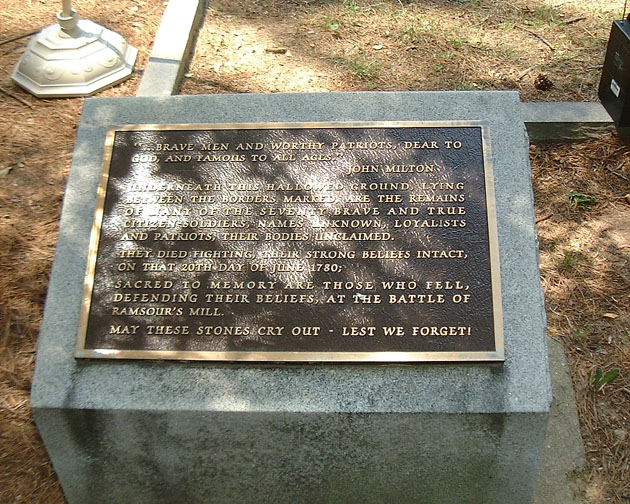 "...BRAVE MEN AND WORTHY PATRIOTS, DEAR TO
GOD, AND FAMOUS TO ALL AGES."
JOHN MILTON
UNDERNEATH THIS HALLOWED GROUND, LYING
BETWEEN THE BORDERS MARKED, ARE THE REMAINS
OF MANY OF THE SEVENTY BRAVE AND TRUE
CITIZEN-SOLDIERS, NAMES UNKNOWN, LOYALISTS
AND PATRIOTS, THEIR BODIES UNCLAIMED.
THEY DIED FIGHTING, THEIR STRONG BELIEFS INTACT,
ON THAT 20TH DAY OF JUNE 1780;
SACRED TO MEMORY ARE THOSE WHO FELL,
DEFENDING THEIR BELIEFS, AT THE BATTLE OF
RAMSOUR'S MILL.
MAY THESE STONES CRY OUT - LEST WE FORGET!